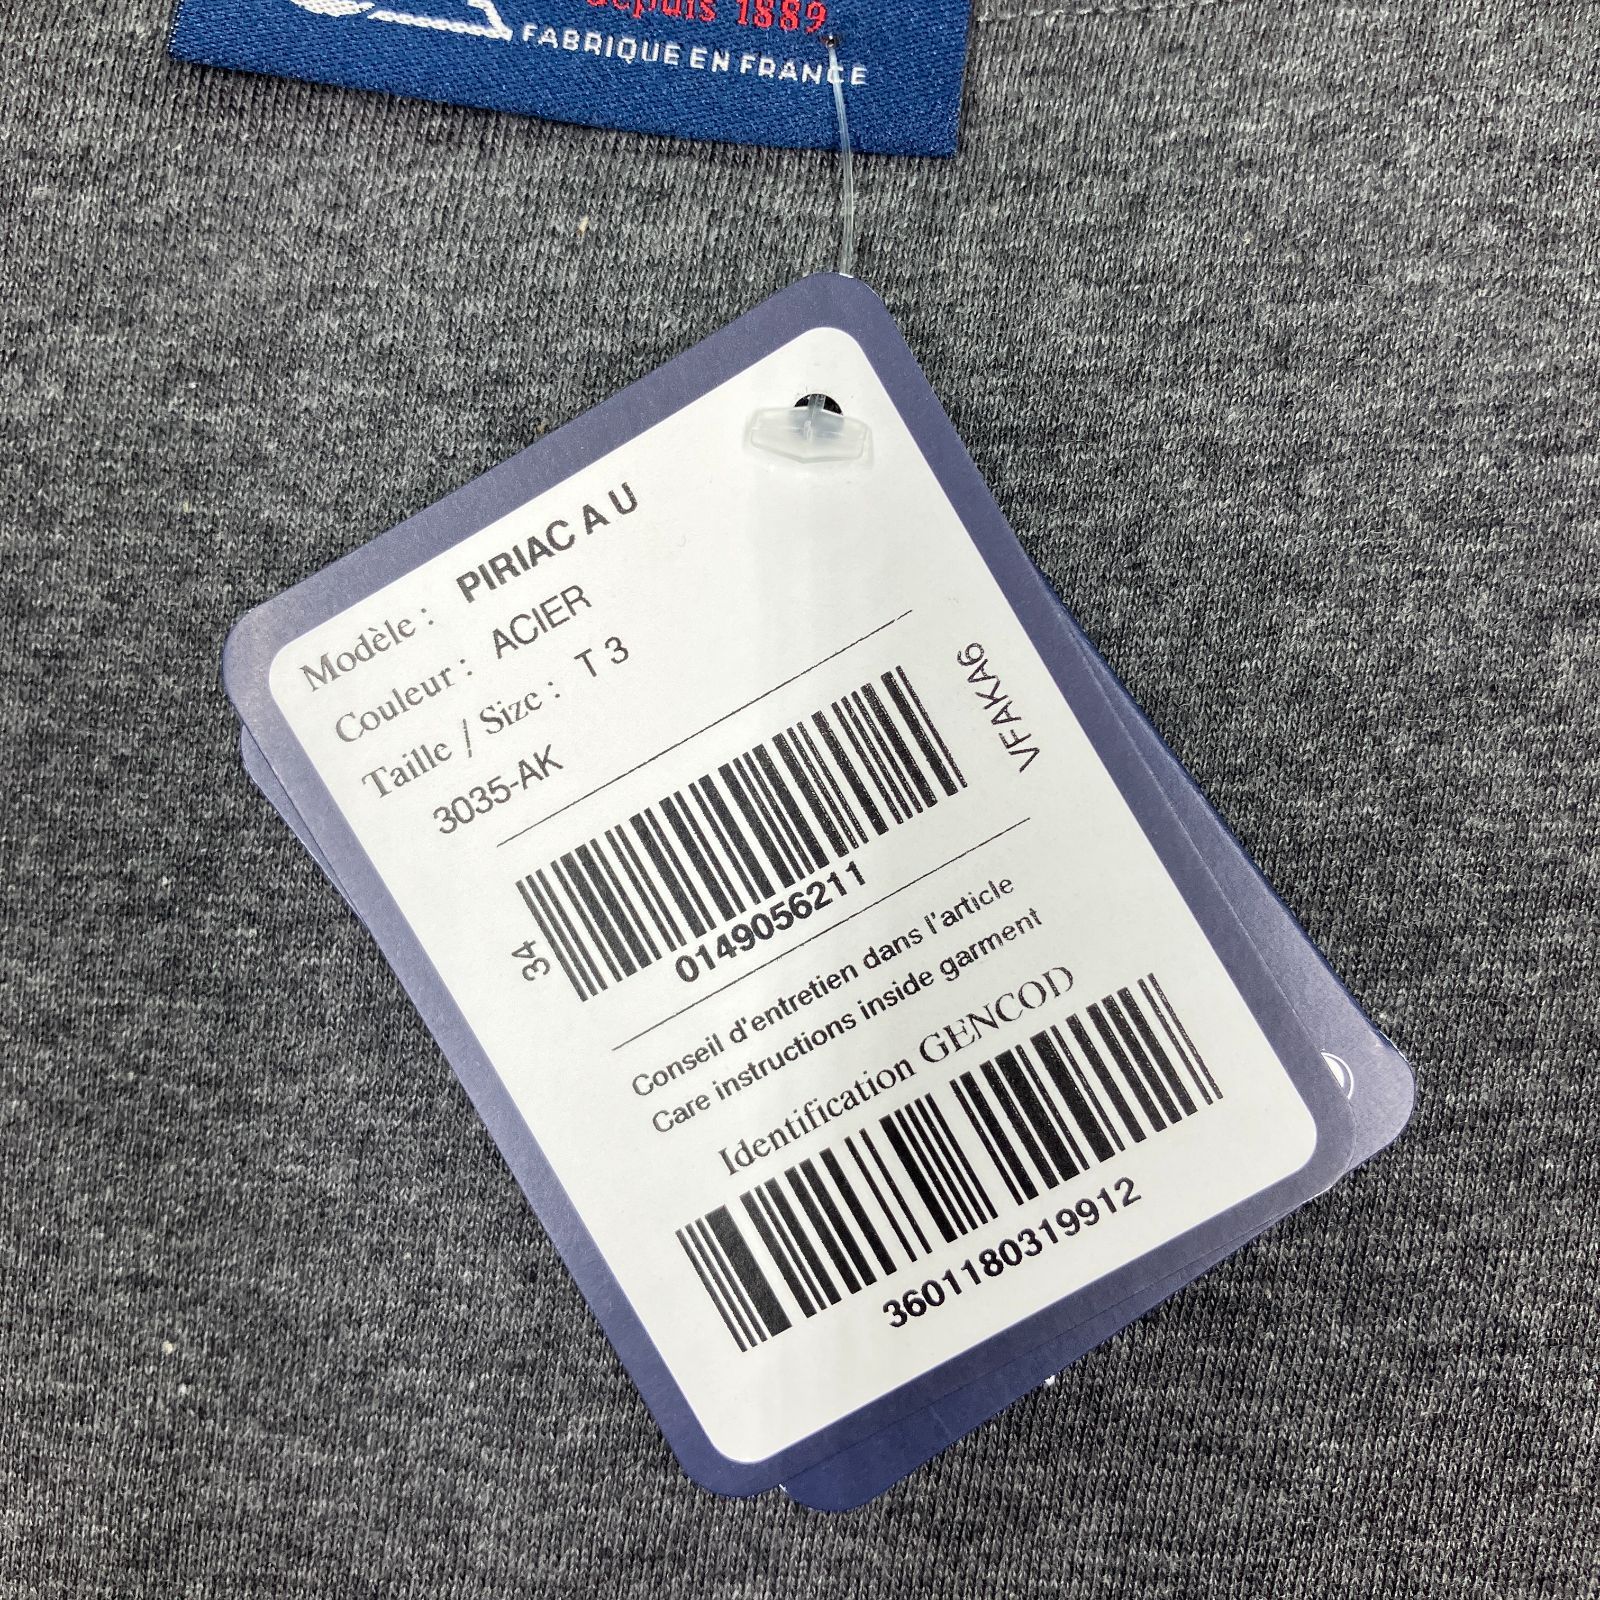 depuis 1889
FABRIQUE EN FRANCE
Modèle : PIRIAC A U
Couleur : ACIER
Taille / Size : T 3
3035-AK
VFAKA6
34
0149056211
Conseil d'entretien dans l'article
Care instructions inside garment
Identification GENCOD
3601180319912